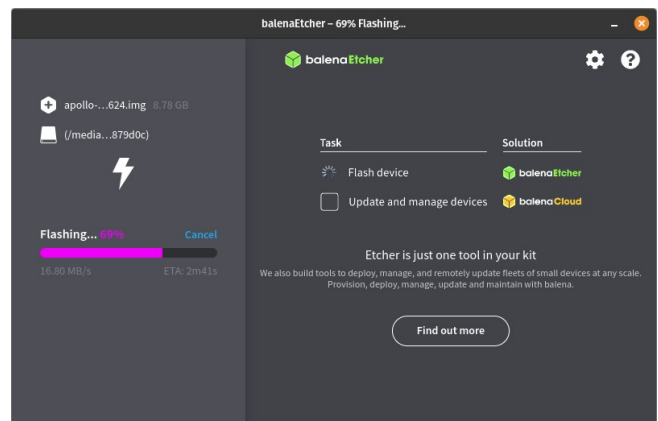 balenaEtcher – 69% Flashing...
balenaEtcher
apollo-...624.img 8.78 GB
(/media...879d0c)
Flashing... 69% Cancel
16.80 MB/s ETA: 2m41s
Task Solution
Flash device balenaEtcher
Update and manage devices balenaCloud
Etcher is just one tool in your kit
We also build tools to deploy, manage, and remotely update fleets of small devices at any scale.
Provision, deploy, manage, update and maintain with balena.
Find out more